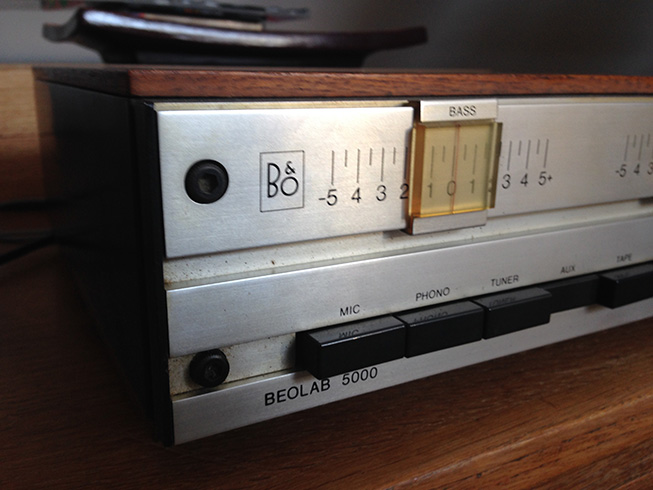 BASS
B&O
-5 4 3 2 1 0 1 3 4 5+ -5 4 3
MIC PHONO TUNER AUX TAPE
BEOLAB 5000